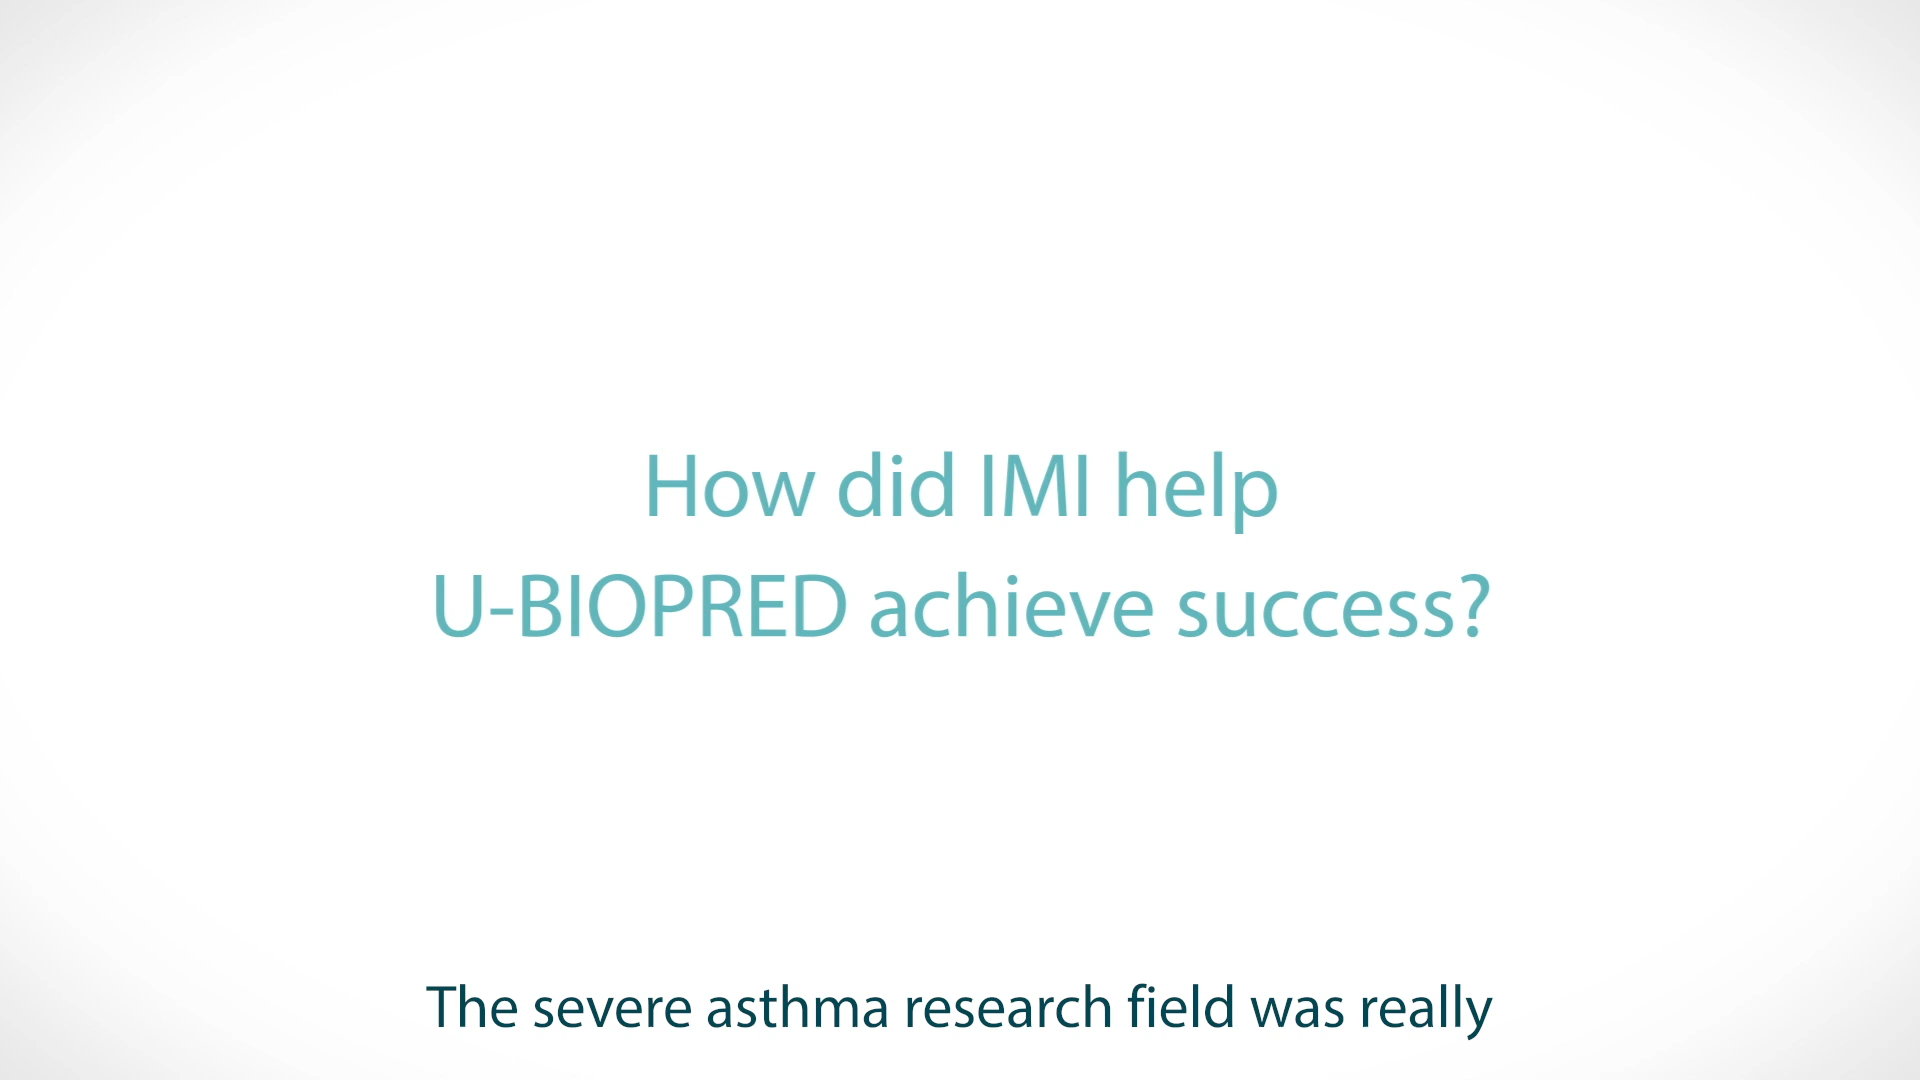 How did IMI help
U-BIOPRED achieve success?
The severe asthma research field was really